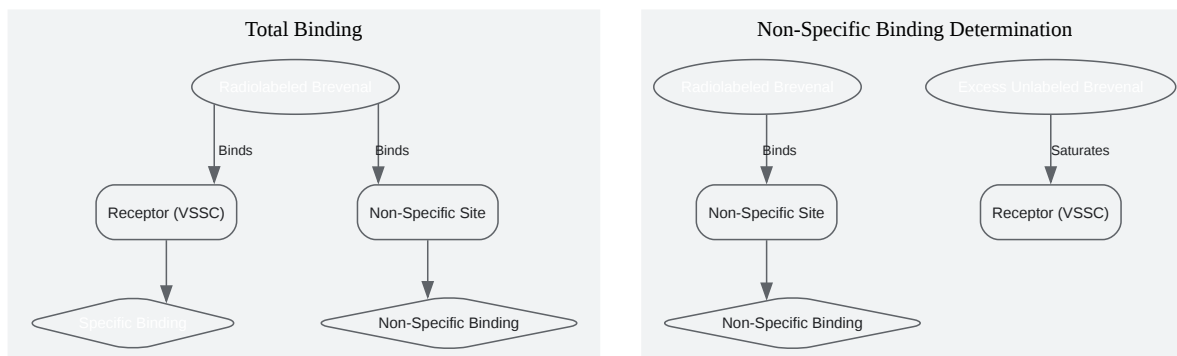 Total Binding
Radiolabeled Brevenal
Binds
Binds
Receptor (VSSC)
Non-Specific Site
Specific Binding
Non-Specific Binding
Non-Specific Binding Determination
Radiolabeled Brevenal
Excess Unlabeled Brevenal
Binds
Saturates
Non-Specific Site
Receptor (VSSC)
Non-Specific Binding